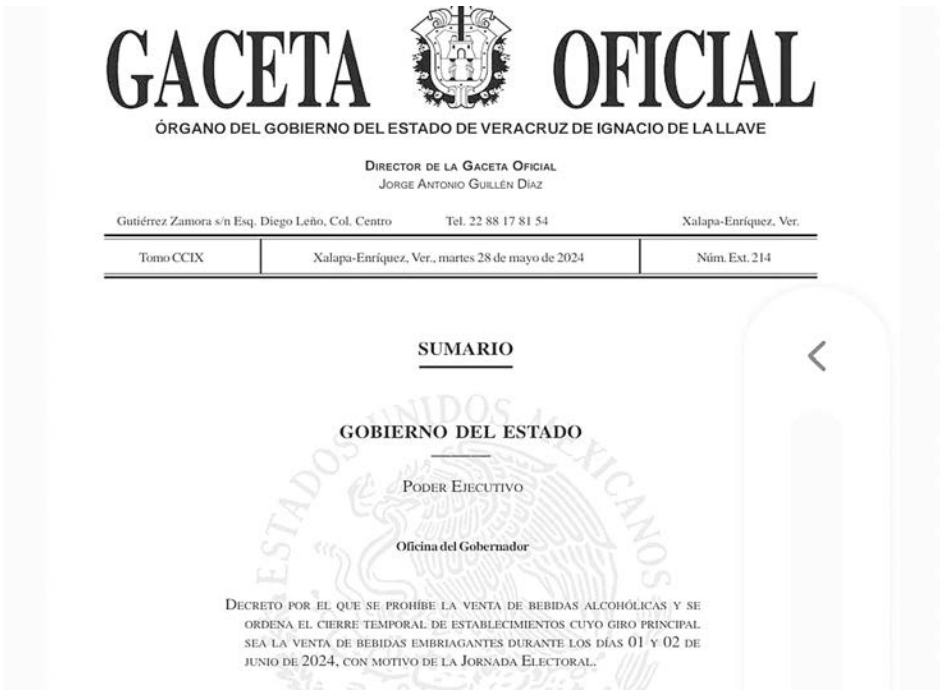 GACETA OFICIAL
ÓRGANO DEL GOBIERNO DEL ESTADO DE VERACRUZ DE IGNACIO DE LA LLAVE
DIRECTOR DE LA GACETA OFICIAL
JORGE ANTONIO GUILLÉN DÍAZ
Gutiérrez Zamora s/n Esq. Diego Leño, Col. Centro Tel. 22 88 17 81 54 Xalapa-Enríquez, Ver.
Tomo CCIX Xalapa-Enríquez, Ver., martes 28 de mayo de 2024 Núm. Ext. 214
SUMARIO
ESTADOS UNIDOS MEXICANOS
GOBIERNO DEL ESTADO
PODER EJECUTIVO
Oficina del Gobernador
DECRETO POR EL QUE SE PROHÍBE LA VENTA DE BEBIDAS ALCOHÓLICAS Y SE
ORDENA EL CIERRE TEMPORAL DE ESTABLECIMIENTOS CUYO GIRO PRINCIPAL
SEA LA VENTA DE BEBIDAS EMBRIAGANTES DURANTE LOS DÍAS 01 Y 02 DE
JUNIO DE 2024, CON MOTIVO DE LA JORNADA ELECTORAL.